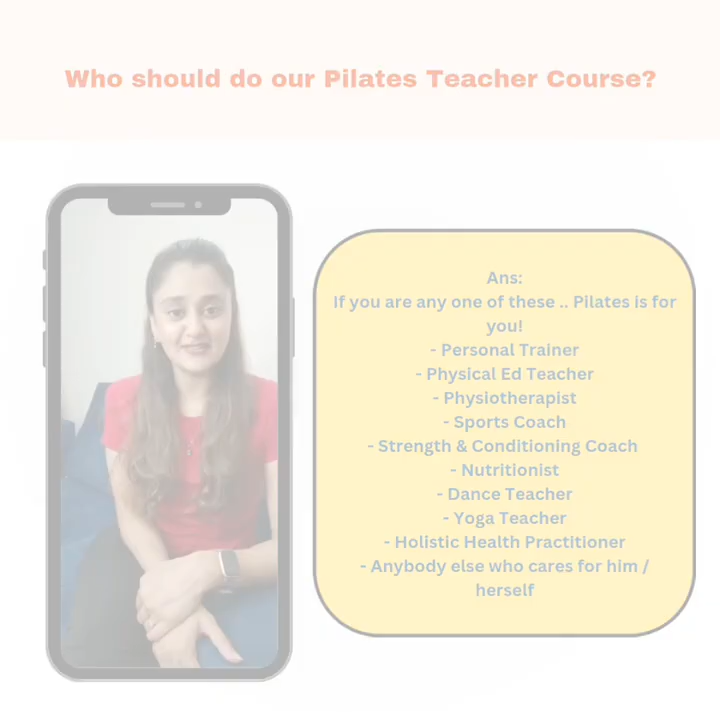 Who should do our Pilates Teacher Course?
Ans:
If you are any one of these .. Pilates is for
you!
- Personal Trainer
- Physical Ed Teacher
- Physiotherapist
- Sports Coach
- Strength & Conditioning Coach
- Nutritionist
- Dance Teacher
- Yoga Teacher
- Holistic Health Practitioner
- Anybody else who cares for him /
herself